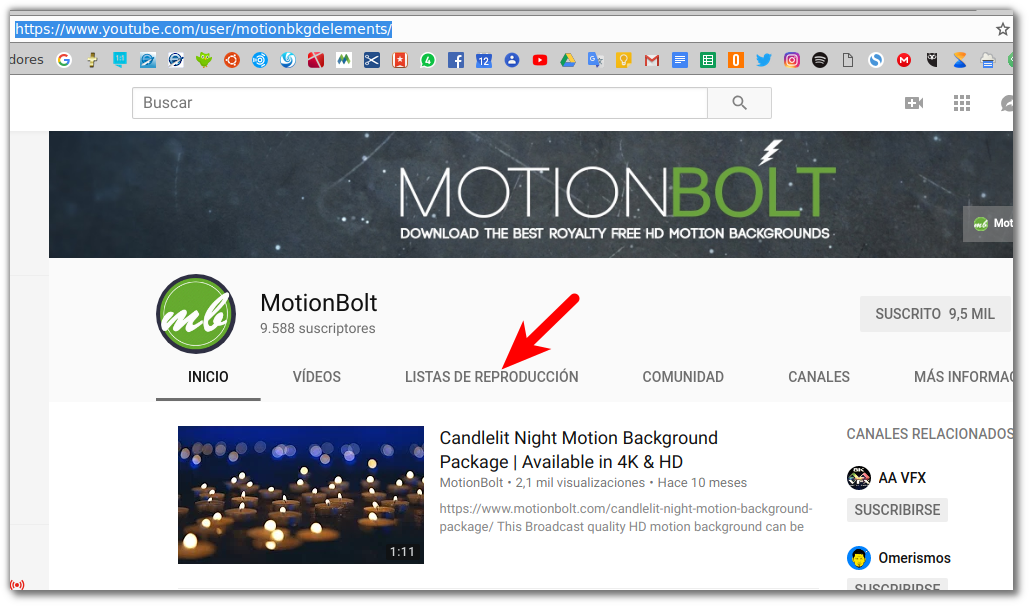 https://www.youtube.com/user/motionbkgdelements/
dores
12
Buscar
MOTIONBOLT
DOWNLOAD THE BEST ROYALTY FREE HD MOTION BACKGROUNDS
Mot
mb
MotionBolt
9.588 suscriptores
SUSCRITO 9,5 MIL
INICIO
VÍDEOS
LISTAS DE REPRODUCCIÓN
COMUNIDAD
CANALES
MÁS INFORMAC
Candlelit Night Motion Background
Package | Available in 4K & HD
MotionBolt • 2,1 mil visualizaciones • Hace 10 meses
https://www.motionbolt.com/candlelit-night-motion-background-
package/ This Broadcast quality HD motion background can be
1:11
CANALES RELACIONADOS
AA VFX
SUSCRIBIRSE
Omerismos
SUSCRIBIRSE